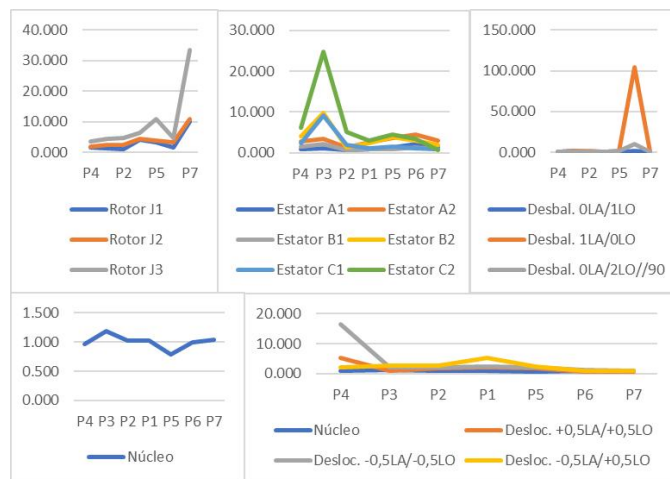 40.000
30.000
20.000
10.000
0.000
P4 P2 P5 P7
Rotor J1
Rotor J2
Rotor J3
30.000
20.000
10.000
0.000
P4 P3 P2 P1 P5 P6 P7
Estator A1 Estator A2
Estator B1 Estator B2
Estator C1 Estator C2
150.000
100.000
50.000
0.000
P4 P2 P5 P7
Desbal. 0LA/1LO
Desbal. 1LA/0LO
Desbal. 0LA/2LO//90
1.500
1.000
0.500
0.000
P4 P3 P2 P1 P5 P6 P7
Núcleo
20.000
10.000
0.000
P4 P3 P2 P1 P5 P6 P7
Núcleo Desloc. +0,5LA/+0,5LO
Desloc. -0,5LA/-0,5LO Desloc. -0,5LA/+0,5LO